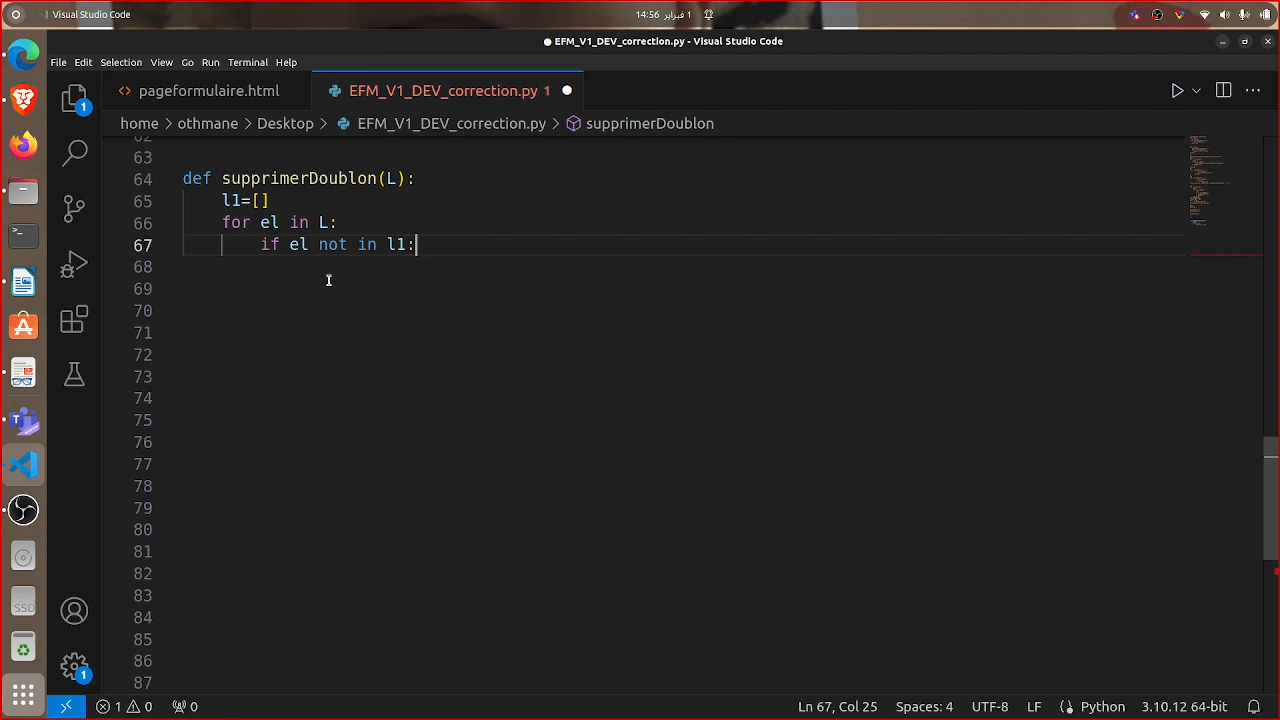 Visual Studio Code
14:56 فبراير 1
EFM_V1_DEV_correction.py - Visual Studio Code
File Edit Selection View Go Run Terminal Help
pageformulaire.html
EFM_V1_DEV_correction.py 1
home > othmane > Desktop > EFM_V1_DEV_correction.py > supprimerDoublon
62
63
64 def supprimerDoublon(L):
65 l1=[]
66 for el in L:
67 if el not in l1:
68
69
70
71
72
73
74
75
76
77
78
79
80
81
82
83
84
85
86
87
1
SSD
1
1 0 0
Ln 67, Col 25 Spaces: 4 UTF-8 LF Python 3.10.12 64-bit